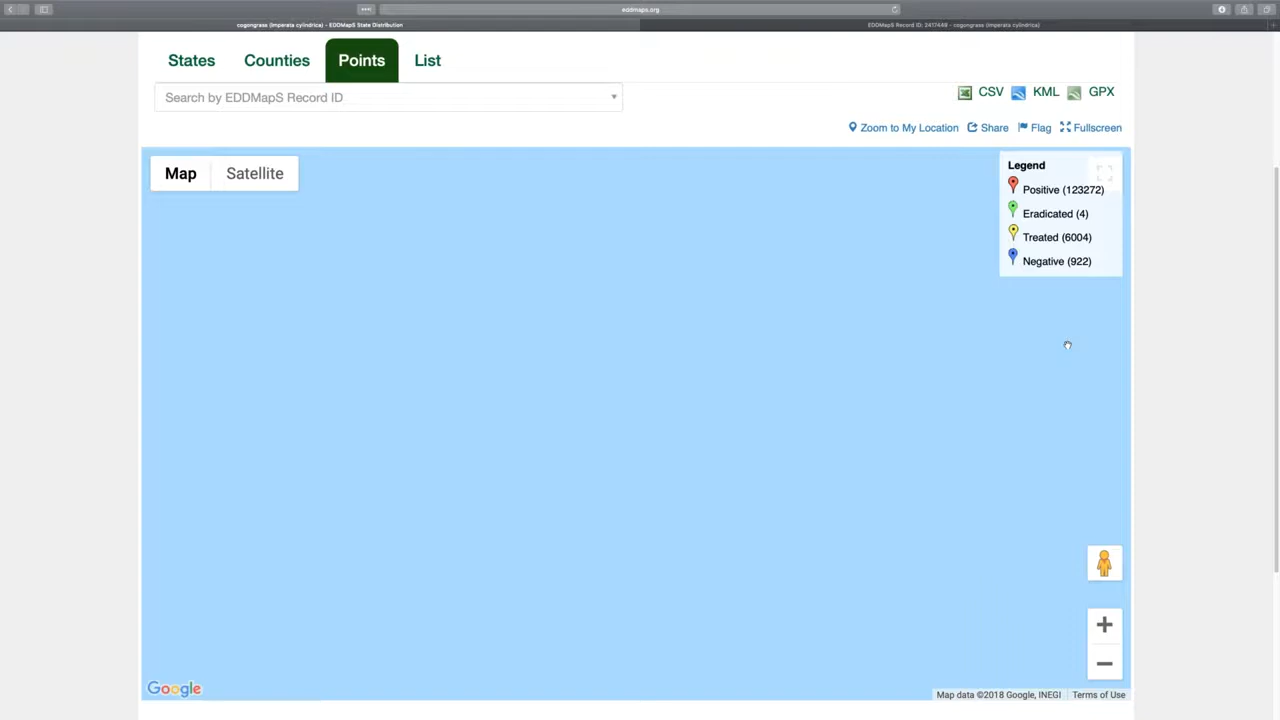 eddmaps.org
cogongrass (Imperata cylindrica) - EDDMapS State Distribution
EDDMapS Record ID: 2417449 - cogongrass (Imperata cylindrica)
States Counties Points List
Search by EDDMapS Record ID
CSV KML GPX
Zoom to My Location Share Flag Fullscreen
Map Satellite
Legend
Positive (123272)
Eradicated (4)
Treated (6004)
Negative (922)
Google
Map data ©2018 Google, INEGI Terms of Use